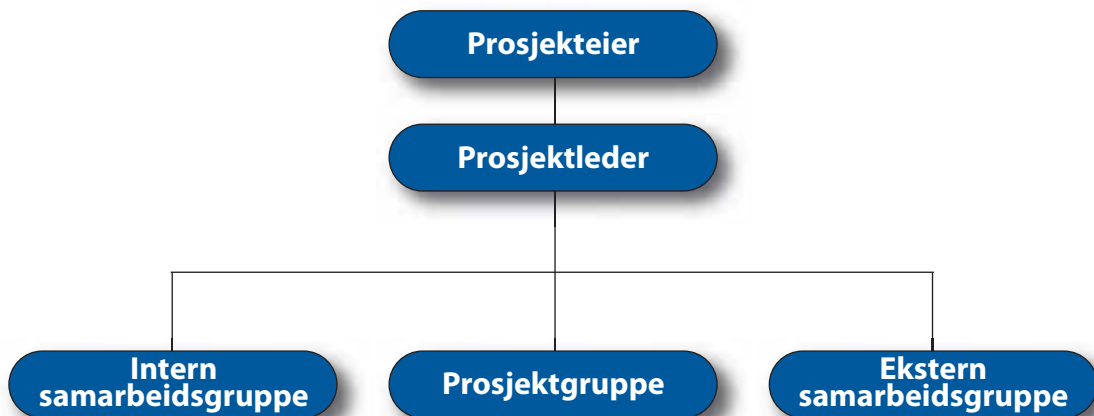 Prosjekteier
Prosjektleder
Intern
samarbeidsgruppe
Prosjektgruppe
Ekstern
samarbeidsgruppe